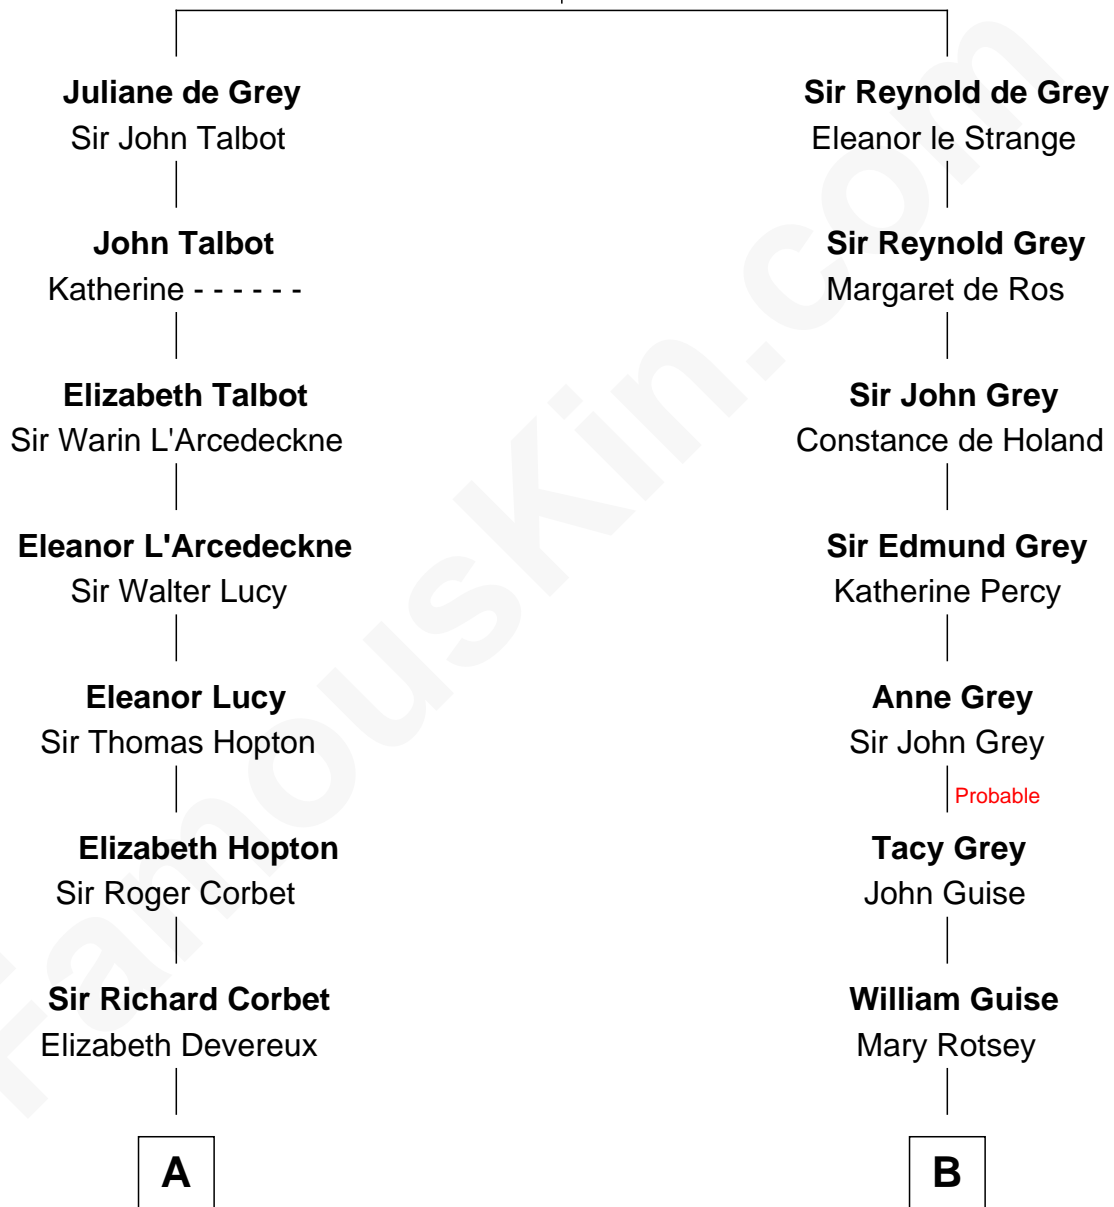 Juliane de Grey
Sir John Talbot
John Talbot
Katherine - - - - - -
Elizabeth Talbot
Sir Warin L'Arcedeckne
Eleanor L'Arcedeckne
Sir Walter Lucy
Eleanor Lucy
Sir Thomas Hopton
Elizabeth Hopton
Sir Roger Corbet
Sir Richard Corbet
Elizabeth Devereux
A
Sir Reynold de Grey
Eleanor le Strange
Sir Reynold Grey
Margaret de Ros
Sir John Grey
Constance de Holand
Sir Edmund Grey
Katherine Percy
Anne Grey
Sir John Grey
Probable
Tacy Grey
John Guise
William Guise
Mary Rotsey
B
FamousKin.com